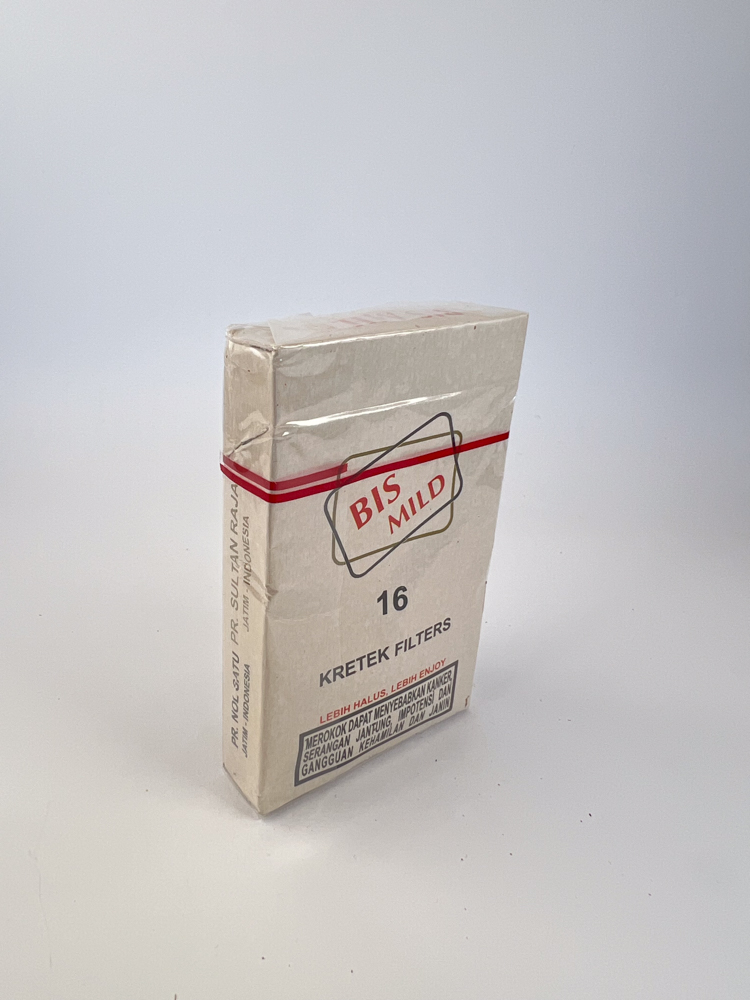 BIS
MILD
16
KRETEK FILTERS
LEBIH HALUS, LEBIH ENJOY
MEROKOK DAPAT MENYEBABKAN KANKER,
SERANGAN JANTUNG, IMPOTENSI DAN
GANGGUAN KEHAMILAN DAN JANIN
PR. NOL SATU
JATIM - INDONESIA
PR. SULTAN RAJA
JATIM - INDONESIA